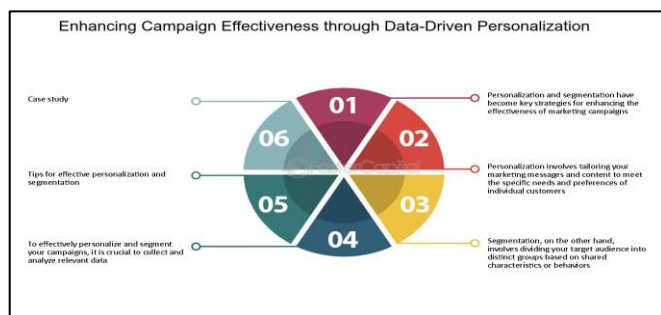 Enhancing Campaign Effectiveness through Data-Driven Personalization
01
Personalization and segmentation have
become key strategies for enhancing the
effectiveness of marketing campaigns
02
Personalization involves tailoring your
marketing messages and content to meet
the specific needs and preferences of
individual customers
03
Segmentation, on the other hand,
involves dividing your target audience into
distinct groups based on shared
characteristics or behaviors
04
To effectively personalize and segment
your campaigns, it is crucial to collect and
analyze relevant data
05
Tips for effective personalization and
segmentation
06
Case study
FasterCapital